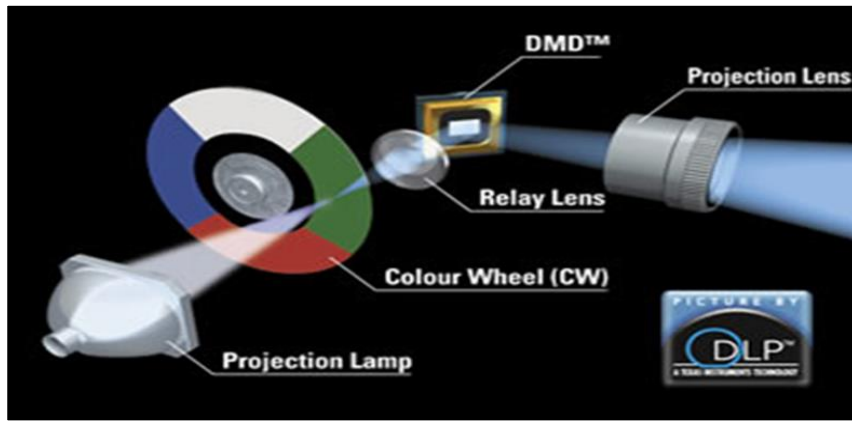 DMD™
Projection Lens
Relay Lens
Colour Wheel (CW)
Projection Lamp
PICTURE BY
DLP™
A TEXAS INSTRUMENTS TECHNOLOGY